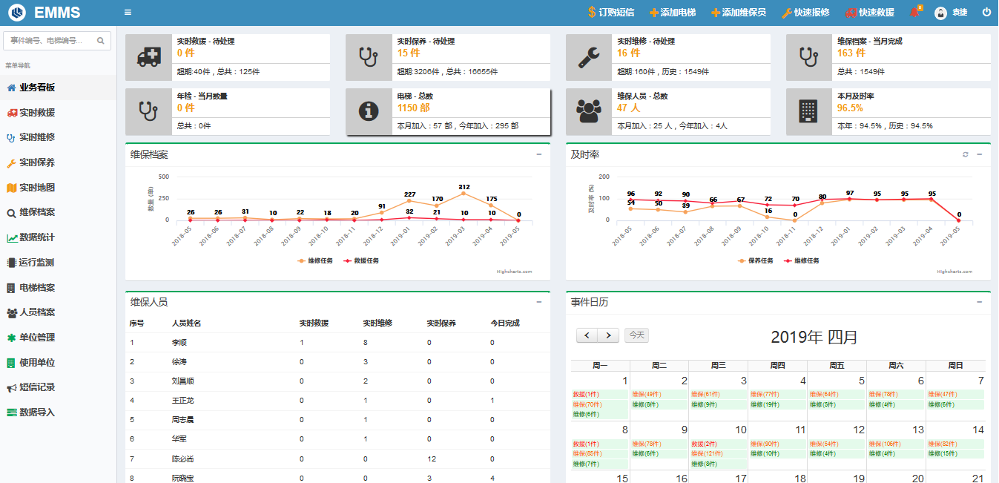 EMMS
订购短信 添加电梯 添加维保员 快速报修 快速救援 8 袁捷
事件编号、电梯编号...
菜单导航
业务看板
实时救援
实时维修
实时保养
实时地图
维保档案
数据统计
运行监测
电梯档案
人员档案
单位管理
使用单位
短信记录
数据导入
实时救援 - 待处理
0 件
超期:40件 , 总共 : 125件
实时保养 - 待处理
15 件
超期:3206件 , 总共 : 16655件
实时维修 - 待处理
16 件
超期:160件 , 历史 : 1549件
维保档案 - 当月完成
163 件
总共 : 1549件
年检 - 当月数量
0 件
总共 : 0件
电梯 - 总数
1150 部
本月加入 : 57 部 , 今年加入 : 295 部
维保人员 - 总数
47 人
本月加入 : 25 人 , 今年加入 : 4人
本月及时率
96.5%
本年 : 94.5% , 历史 : 94.5%
维保档案
数量 (单)
500
250
0
26 26 31 10 22 18 20 91 227 170 312 175 0
32 21 10 10
2018-05 2018-06 2018-07 2018-08 2018-09 2018-10 2018-11 2018-12 2019-01 2019-02 2019-03 2019-04 2019-05
维修任务 救援任务
Highcharts.com
及时率
及时率 (%)
200
100
0
96 92 90 66 67 72 70 80 97 95 95 95 0
54 50 39 16 0
2018-05 2018-06 2018-07 2018-08 2018-09 2018-10 2018-11 2018-12 2019-01 2019-02 2019-03 2019-04 2019-05
保养任务 维修任务
Highcharts.com
维保人员
序号 人员姓名 实时救援 实时维修 实时保养 今日完成
1 李顺 1 8 0 0
2 徐涛 0 3 0 0
3 刘昌顺 0 2 0 0
4 王正龙 0 1 0 1
5 周志晨 0 1 0 0
6 华军 0 1 0 0
7 陈必尚 0 0 12 0
8 阮晓宝 0 0 3 4
事件日历
今天
2019年 四月
周一 周二 周三 周四 周五 周六 周日
1 2 3 4 5 6 7
救援(1件) 维保(49件) 维保(61件) 维保(77件) 维保(64件) 维保(78件) 维保(47件)
维保(70件) 维修(8件) 维修(9件) 维修(19件) 维修(5件) 维修(4件) 维修(6件)
维修(6件)
8 9 10 11 12 13 14
救援(1件) 维保(78件) 救援(2件) 维保(90件) 维保(54件) 维保(106件) 维保(82件)
维保(85件) 维修(6件) 维保(121件) 维修(10件) 维修(4件) 维修(4件) 维修(15件)
维修(7件) 维修(8件)
15 16 17 18 19 20 21